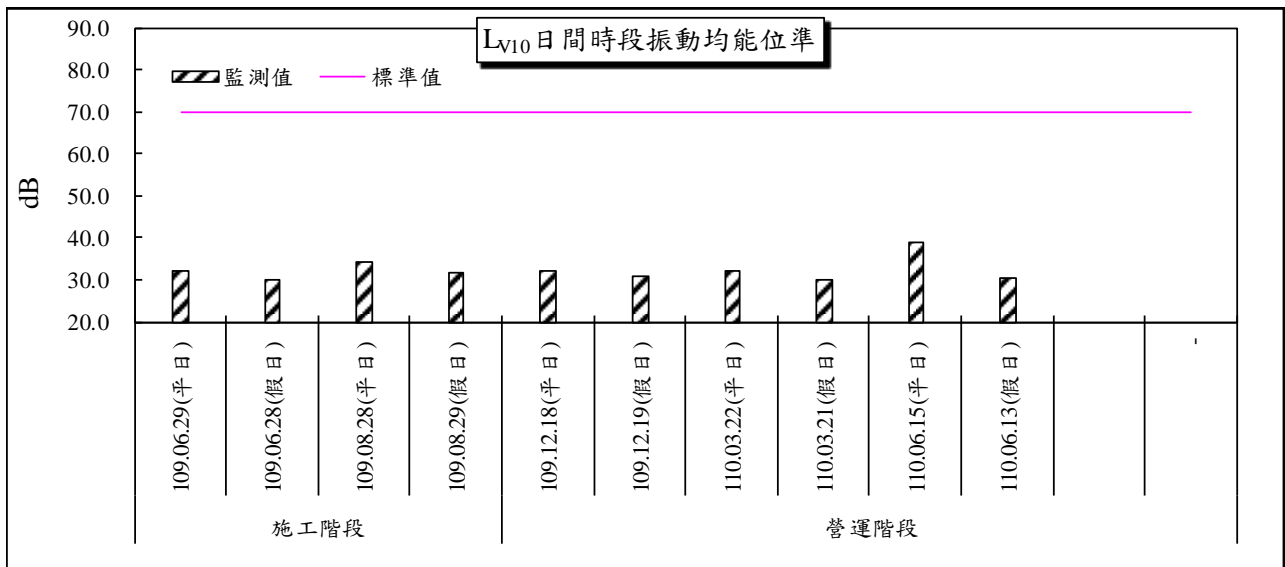 LV10日間時段振動均能位準
監測值
標準值
dB
90.0
80.0
70.0
60.0
50.0
40.0
30.0
20.0
109.06.29(平日)
109.06.28(假日)
109.08.28(平日)
109.08.29(假日)
109.12.18(平日)
109.12.19(假日)
110.03.22(平日)
110.03.21(假日)
110.06.15(平日)
110.06.13(假日)
施工階段
營運階段